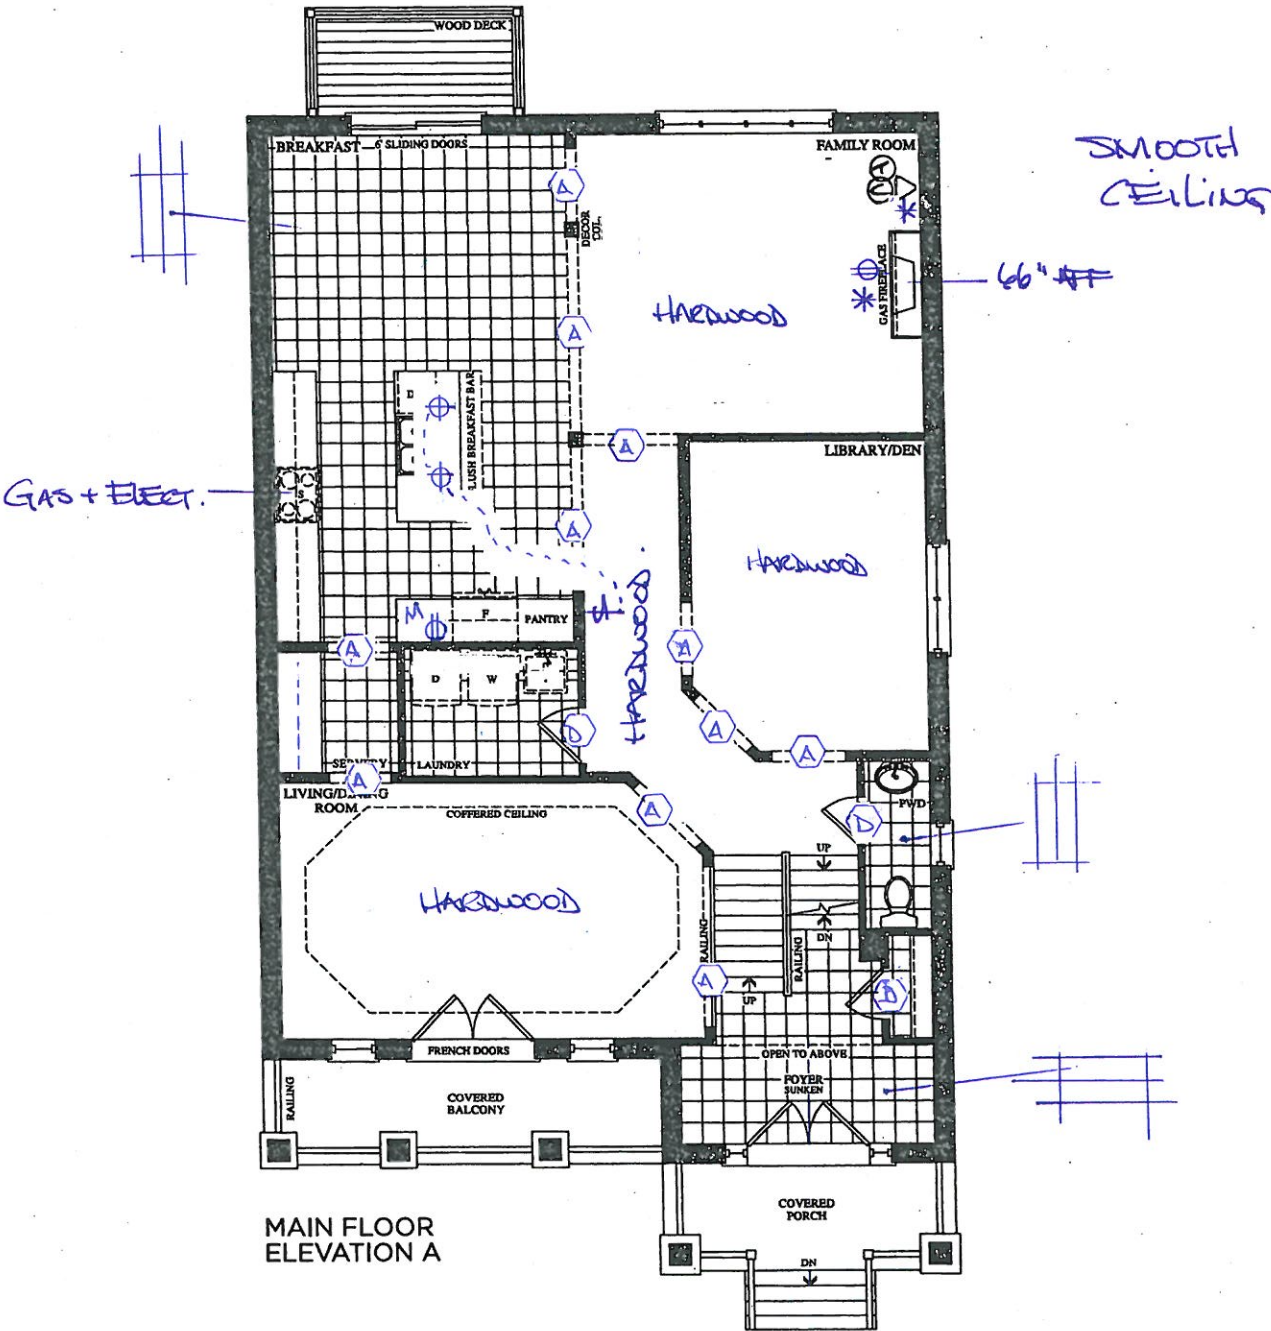 WOOD DECK
BREAKFAST
6' SLIDING DOORS
FAMILY ROOM
SMOOTH
CEILING
A
T
C
DECOR
COL.
GAS FIREPLACE
66" AFF
HARDWOOD
A
FLUSH BREAKFAST BAR
D
A
LIBRARY/DEN
GAS + ELECT.
S
A
HARDWOOD
HARDWOOD
M
F
PANTRY
A
A
D
W
D
A
A
SERVERY
LAUNDRY
A
LIVING/DINING
ROOM
COFFERED CEILING
A
D
PWD
UP
HARDWOOD
RAILING
RAILING
DN
A
UP
D
FRENCH DOORS
OPEN TO ABOVE
FOYER
SUNKEN
RAILING
COVERED
BALCONY
COVERED
PORCH
MAIN FLOOR
ELEVATION A
DN